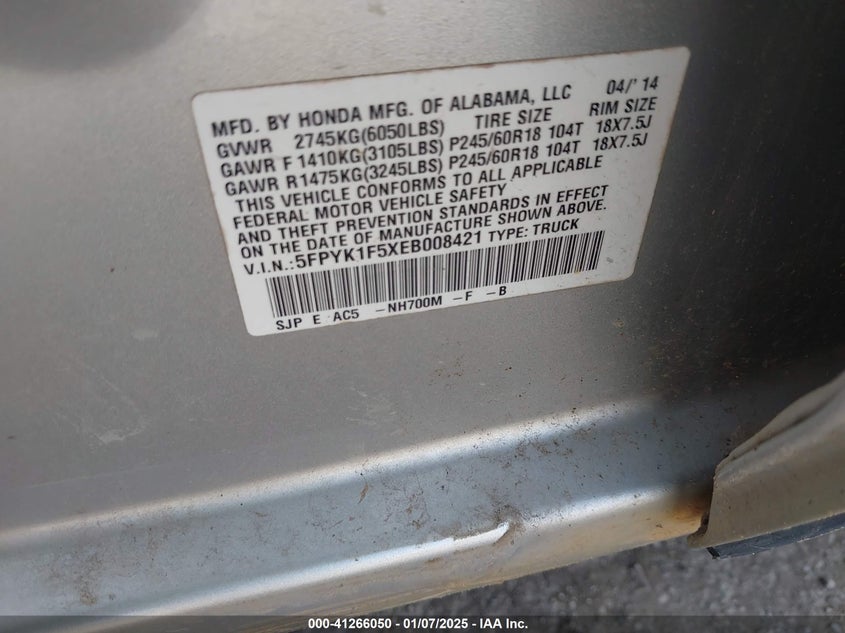 MFD. BY HONDA MFG. OF ALABAMA, LLC 04/'14
GVWR 2745KG(6050LBS) TIRE SIZE RIM SIZE
GAWR F 1410KG(3105LBS) P245/60R18 104T 18X7.5J
GAWR R1475KG(3245LBS) P245/60R18 104T 18X7.5J
THIS VEHICLE CONFORMS TO ALL APPLICABLE
FEDERAL MOTOR VEHICLE SAFETY
AND THEFT PREVENTION STANDARDS IN EFFECT
ON THE DATE OF MANUFACTURE SHOWN ABOVE.
V.I.N.:5FPYK1F5XEB008421 TYPE: TRUCK
SJP E AC5 -NH700M -F -B
000-41266050 - 01/07/2025 - IAA Inc.